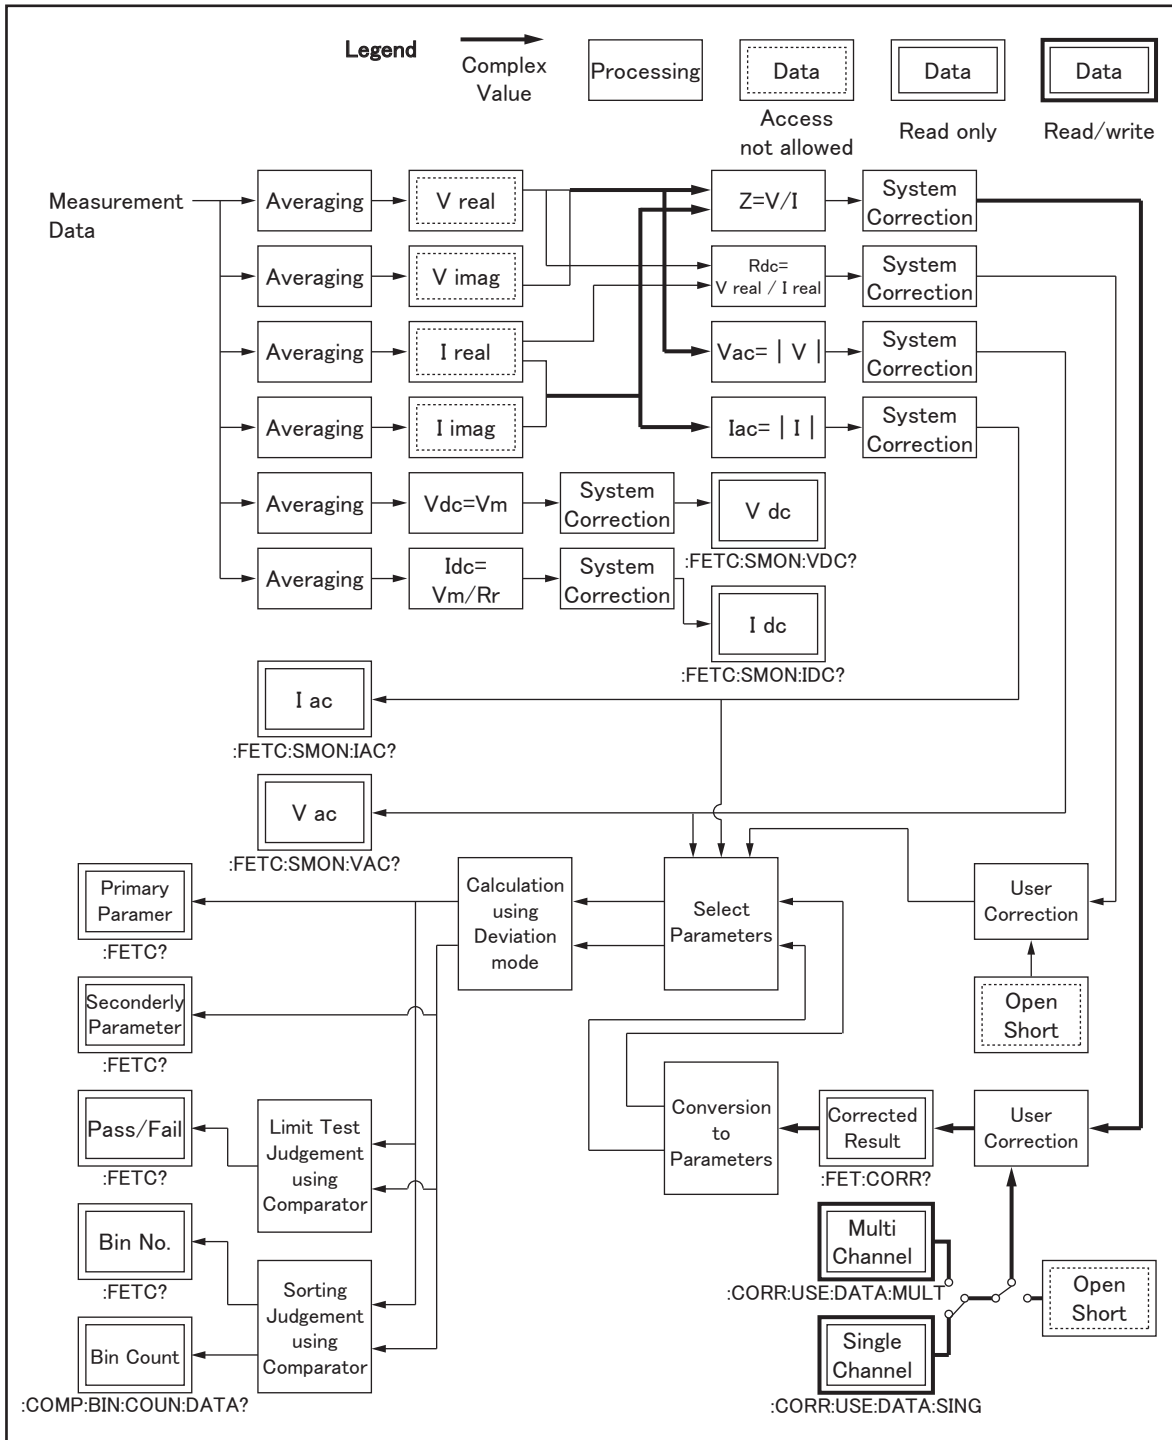 Legend
Complex
Value
Processing
Data
Access
not allowed
Data
Read only
Data
Read/write
Measurement
Data
Averaging
V real
Z=V/I
System
Correction
Averaging
V imag
Rdc=
V real / I real
System
Correction
Averaging
I real
Vac= | V |
System
Correction
Averaging
I imag
Iac= | I |
System
Correction
Averaging
Vdc=Vm
System
Correction
V dc
:FETC:SMON:VDC?
Averaging
Idc=
Vm/Rr
System
Correction
I dc
:FETC:SMON:IDC?
I ac
:FETC:SMON:IAC?
V ac
:FETC:SMON:VAC?
Primary
Paramer
:FETC?
Calculation
using
Deviation
mode
Select
Parameters
User
Correction
Seconderly
Parameter
:FETC?
Open
Short
Pass/Fail
:FETC?
Limit Test
Judgement
using
Comparator
Conversion
to
Parameters
Corrected
Result
:FET:CORR?
User
Correction
Bin No.
:FETC?
Multi
Channel
:CORR:USE:DATA:MULT
Sorting
Judgement
using
Comparator
Open
Short
Bin Count
:COMP:BIN:COUN:DATA?
Single
Channel
:CORR:USE:DATA:SING